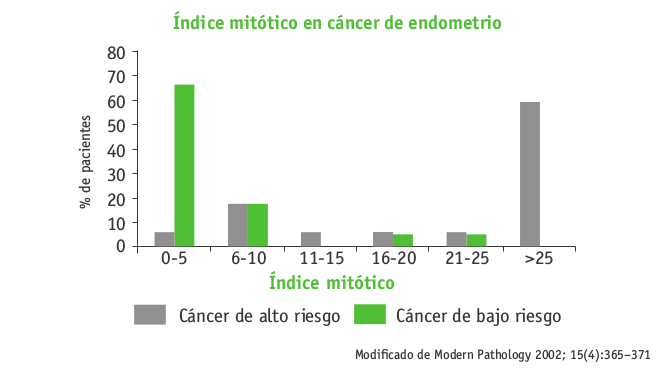 Índice mitótico en cáncer de endometrio
80
70
60
50
40
30
20
10
0
% de pacientes
0-5 6-10 11-15 16-20 21-25 >25
Índice mitótico
Cáncer de alto riesgo Cáncer de bajo riesgo
Modificado de Modern Pathology 2002; 15(4):365–371